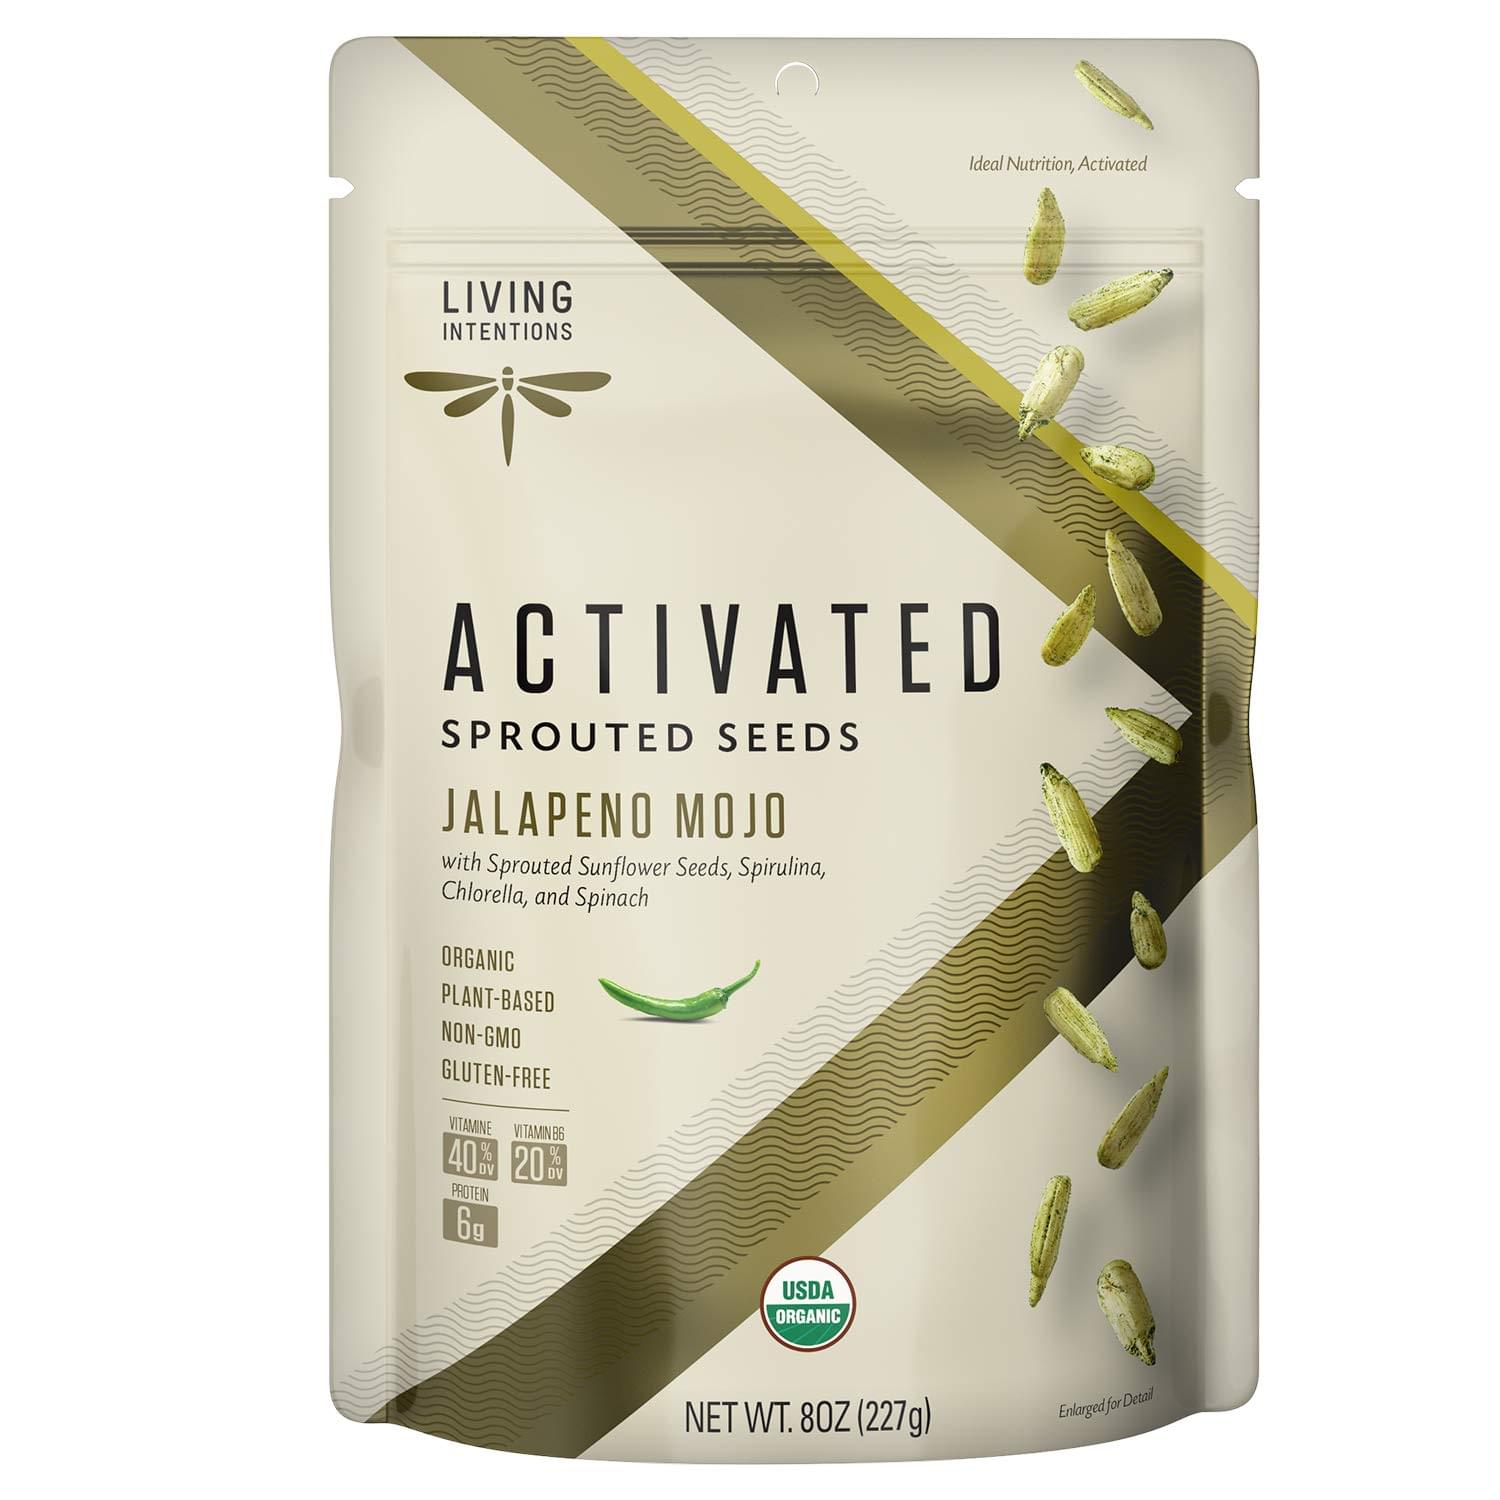 Ideal Nutrition, Activated
LIVING
INTENTIONS
ACTIVATED
SPROUTED SEEDS
JALAPENO MOJO
with Sprouted Sunflower Seeds, Spirulina,
Chlorella, and Spinach
ORGANIC
PLANT-BASED
NON-GMO
GLUTEN-FREE
VITAMIN E
40% DV
VITAMIN B6
20% DV
PROTEIN
6g
USDA
ORGANIC
NET WT. 8OZ (227g)
Enlarged for Detail